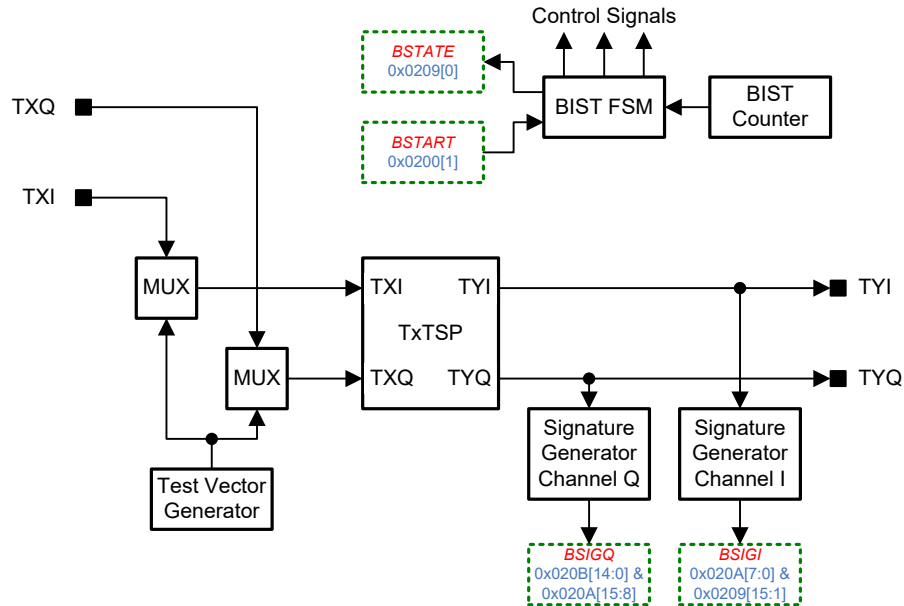 Control Signals
BSTATE
0x0209[0]
TXQ
BIST FSM
BIST
Counter
BSTART
0x0200[1]
TXI
MUX
TXI
TYI
TYI
TxTSP
MUX
TXQ
TYQ
TYQ
Signature
Generator
Channel Q
Signature
Generator
Channel I
Test Vector
Generator
BSIGQ
0x020B[14:0] &
0x020A[15:8]
BSIGI
0x020A[7:0] &
0x0209[15:1]